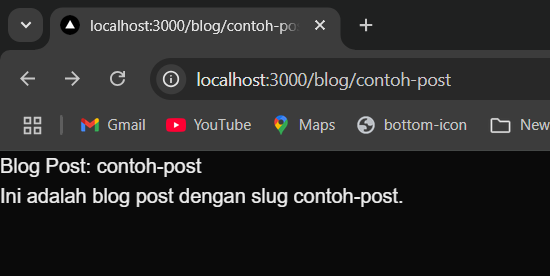 localhost:3000/blog/contoh-po
localhost:3000/blog/contoh-post
Gmail YouTube Maps bottom-icon New
Blog Post: contoh-post
Ini adalah blog post dengan slug contoh-post.